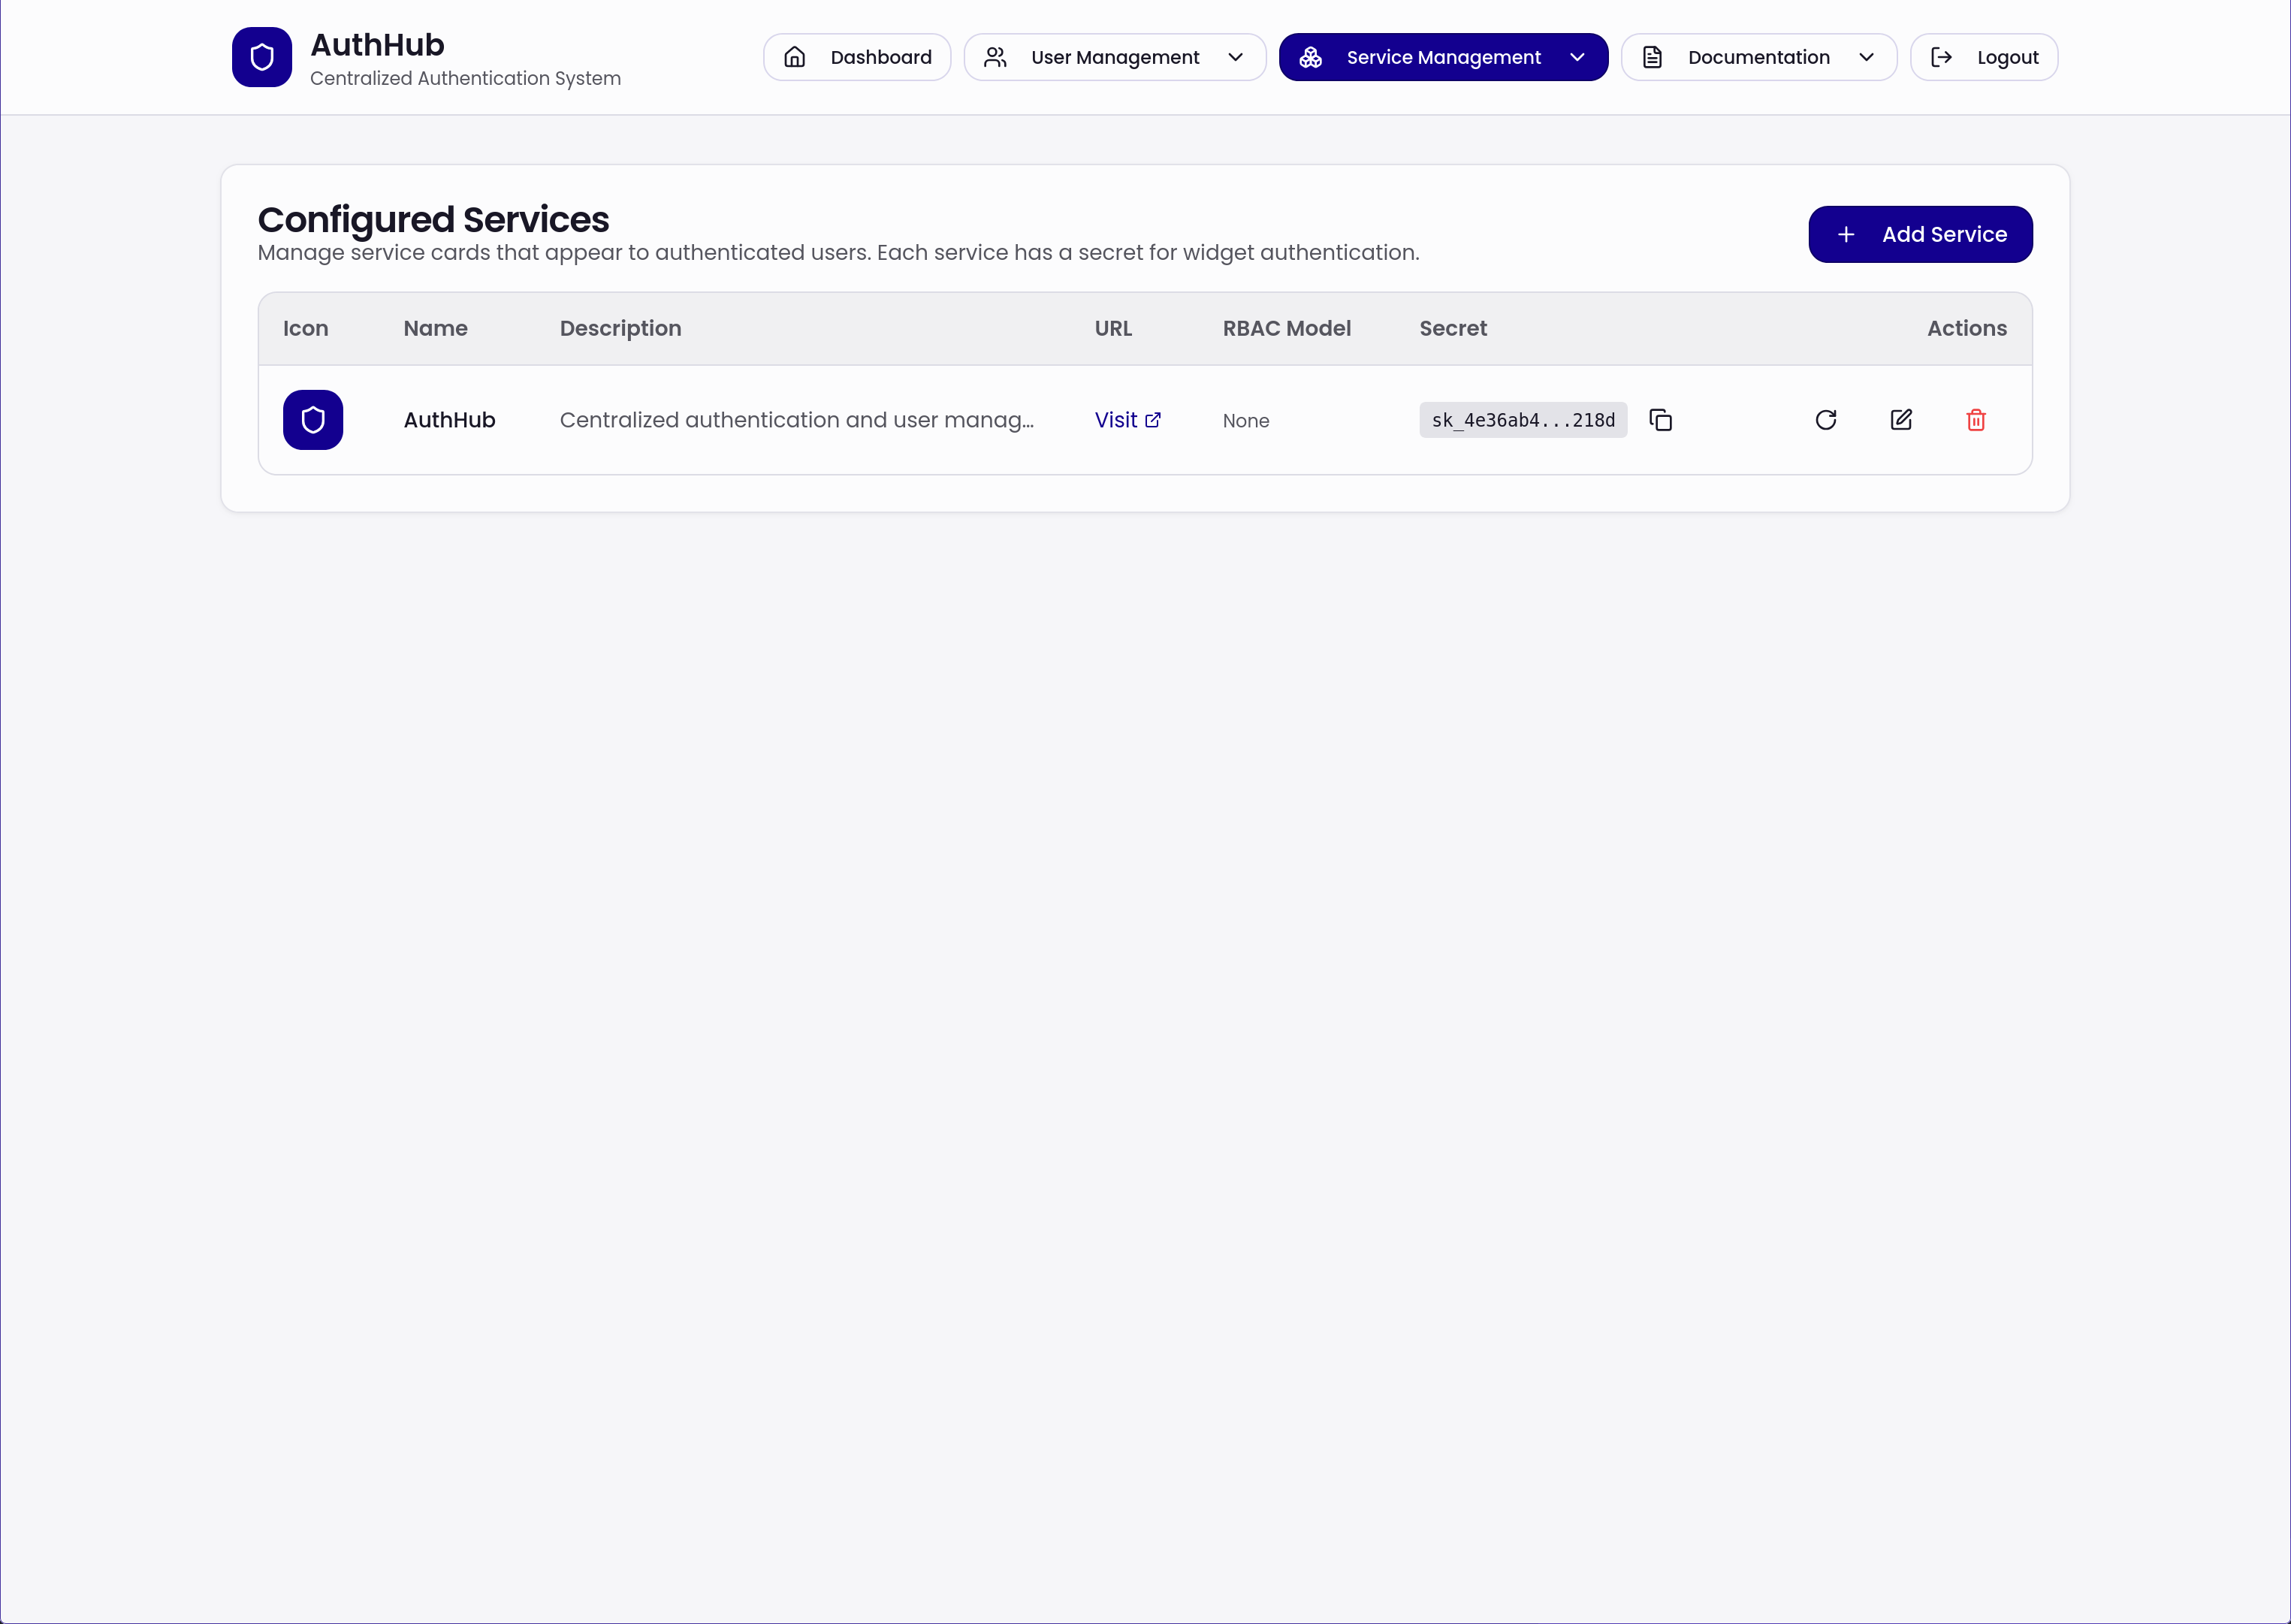 AuthHub
Centralized Authentication System
Dashboard
User Management
Service Management
Documentation
Logout
Configured Services
Manage service cards that appear to authenticated users. Each service has a secret for widget authentication.
Add Service
Icon Name Description URL RBAC Model Secret Actions
AuthHub Centralized authentication and user manag... Visit None sk_4e36ab4...218d